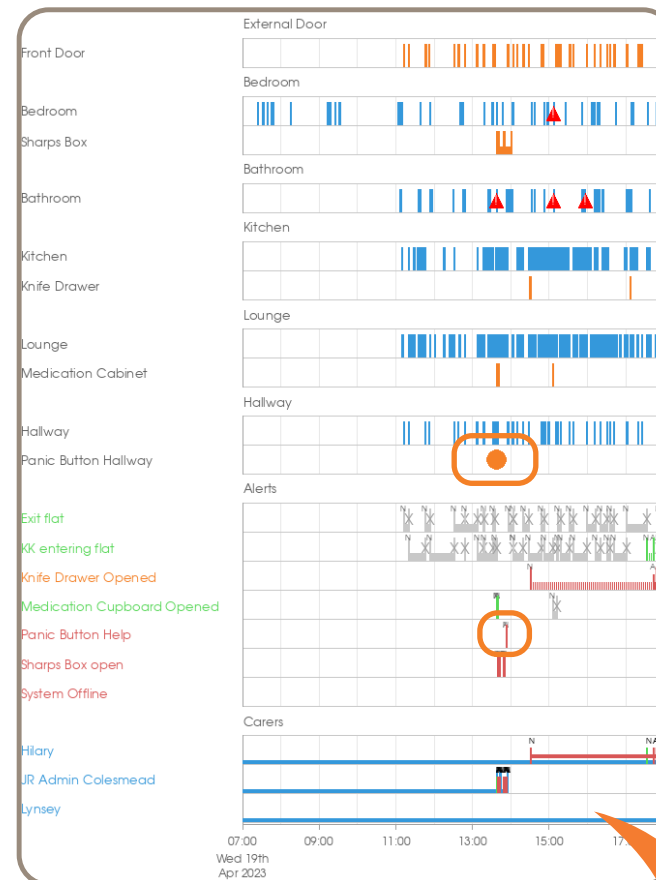 External Door
Front Door
Bedroom
Bedroom
Sharps Box
Bathroom
Bathroom
Kitchen
Kitchen
Knife Drawer
Lounge
Lounge
Medication Cabinet
Hallway
Hallway
Panic Button Hallway
Alerts
Exit flat
KK entering flat
Knife Drawer Opened
Medication Cupboard Opened
Panic Button Help
Sharps Box open
System Offline
Carers
Hilary
JR Admin Colesmead
Lynsey
07:00 09:00 11:00 13:00 15:00
Wed 19th
Apr 2023